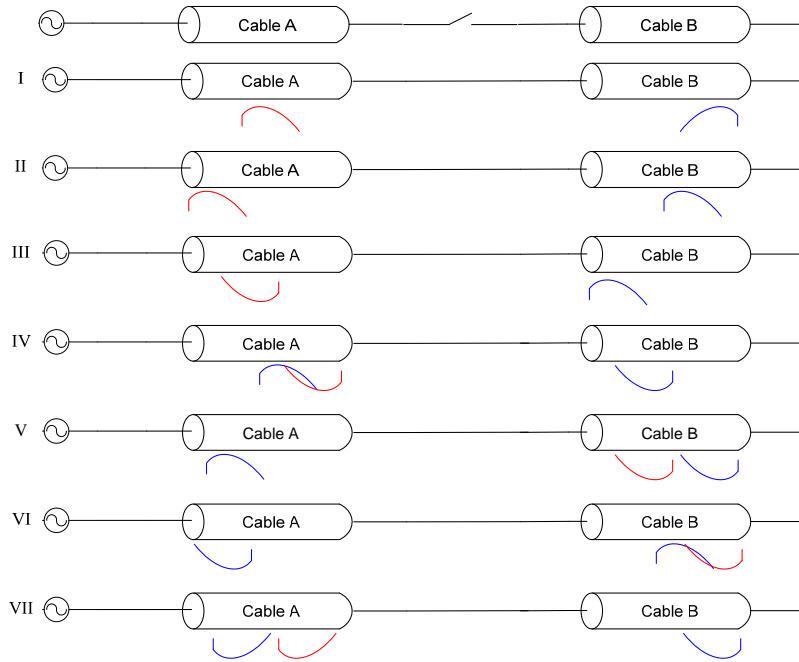 Cable A Cable B
I Cable A Cable B
II Cable A Cable B
III Cable A Cable B
IV Cable A Cable B
V Cable A Cable B
VI Cable A Cable B
VII Cable A Cable B